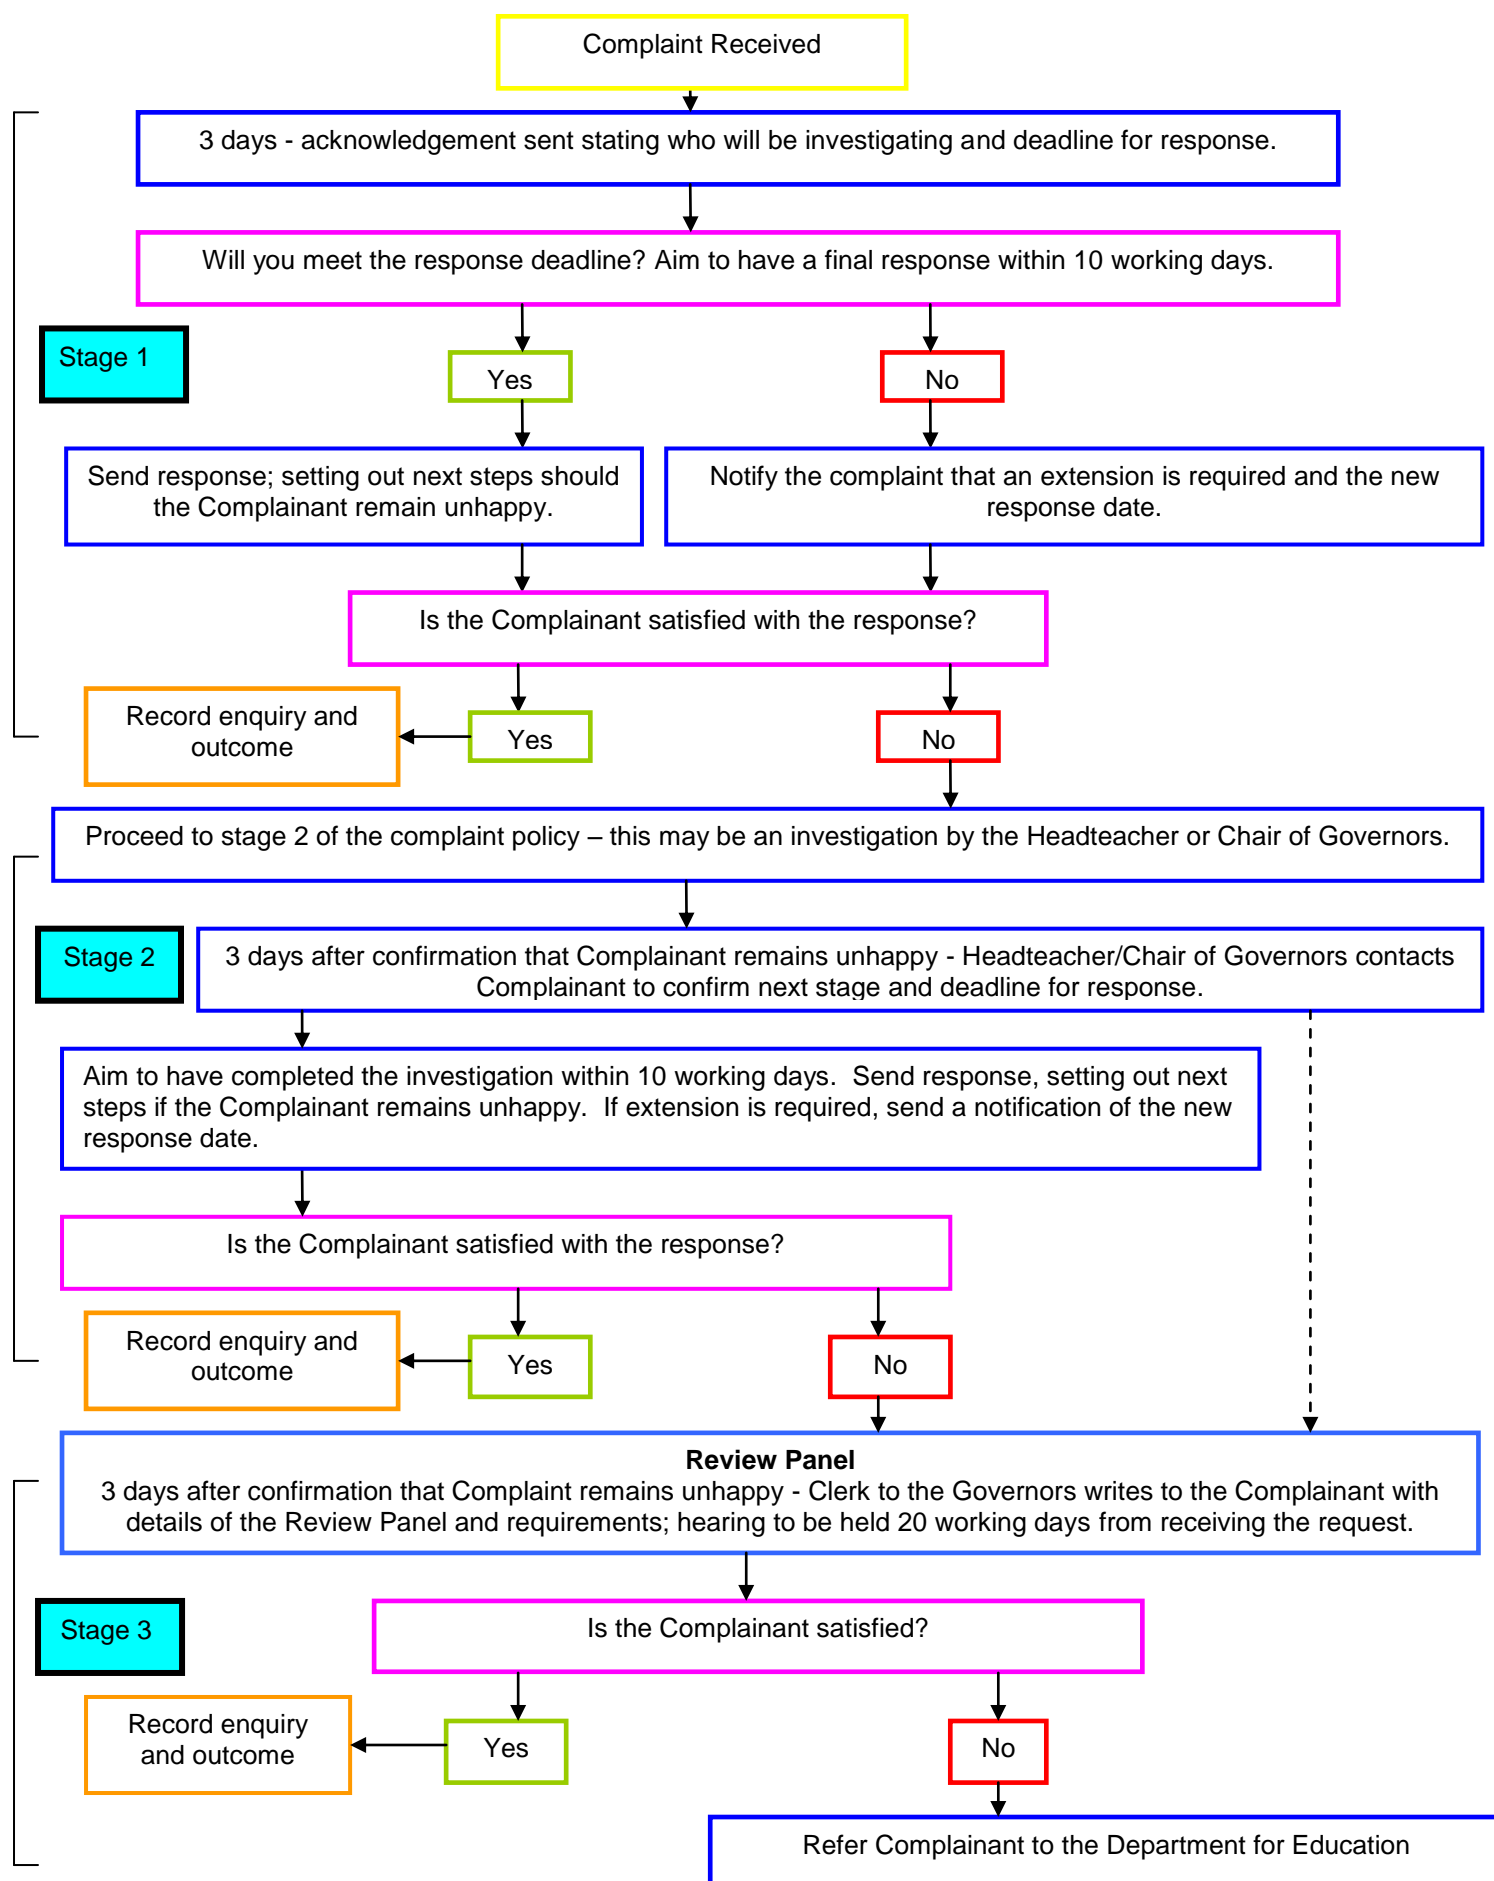 Complaint Received
3 days - acknowledgement sent stating who will be investigating and deadline for response.
Will you meet the response deadline? Aim to have a final response within 10 working days.
Stage 1
Yes
No
Send response; setting out next steps should
the Complainant remain unhappy.
Notify the complaint that an extension is required and the new
response date.
Is the Complainant satisfied with the response?
Record enquiry and
outcome
Yes
No
Proceed to stage 2 of the complaint policy – this may be an investigation by the Headteacher or Chair of Governors.
Stage 2
3 days after confirmation that Complainant remains unhappy - Headteacher/Chair of Governors contacts
Complainant to confirm next stage and deadline for response.
Aim to have completed the investigation within 10 working days.  Send response, setting out next
steps if the Complainant remains unhappy.  If extension is required, send a notification of the new
response date.
Is the Complainant satisfied with the response?
Record enquiry and
outcome
Yes
No
Review Panel
3 days after confirmation that Complaint remains unhappy - Clerk to the Governors writes to the Complainant with
details of the Review Panel and requirements; hearing to be held 20 working days from receiving the request.
Stage 3
Is the Complainant satisfied?
Record enquiry
and outcome
Yes
No
Refer Complainant to the Department for Education